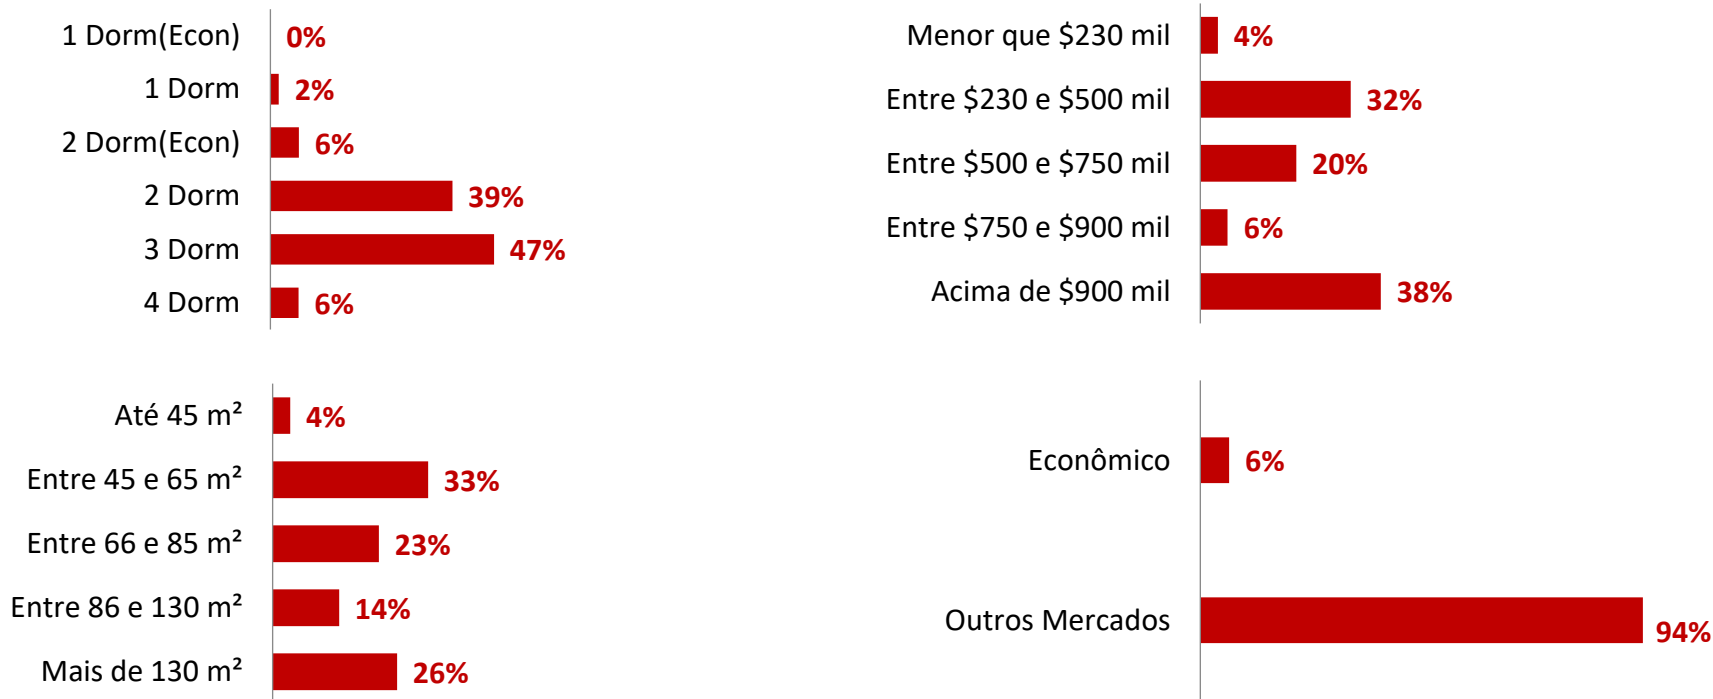 1 Dorm(Econ) 0%
1 Dorm 2%
2 Dorm(Econ) 6%
2 Dorm 39%
3 Dorm 47%
4 Dorm 6%
Menor que $230 mil 4%
Entre $230 e $500 mil 32%
Entre $500 e $750 mil 20%
Entre $750 e $900 mil 6%
Acima de $900 mil 38%
Até 45 m² 4%
Entre 45 e 65 m² 33%
Entre 66 e 85 m² 23%
Entre 86 e 130 m² 14%
Mais de 130 m² 26%
Econômico 6%
Outros Mercados 94%